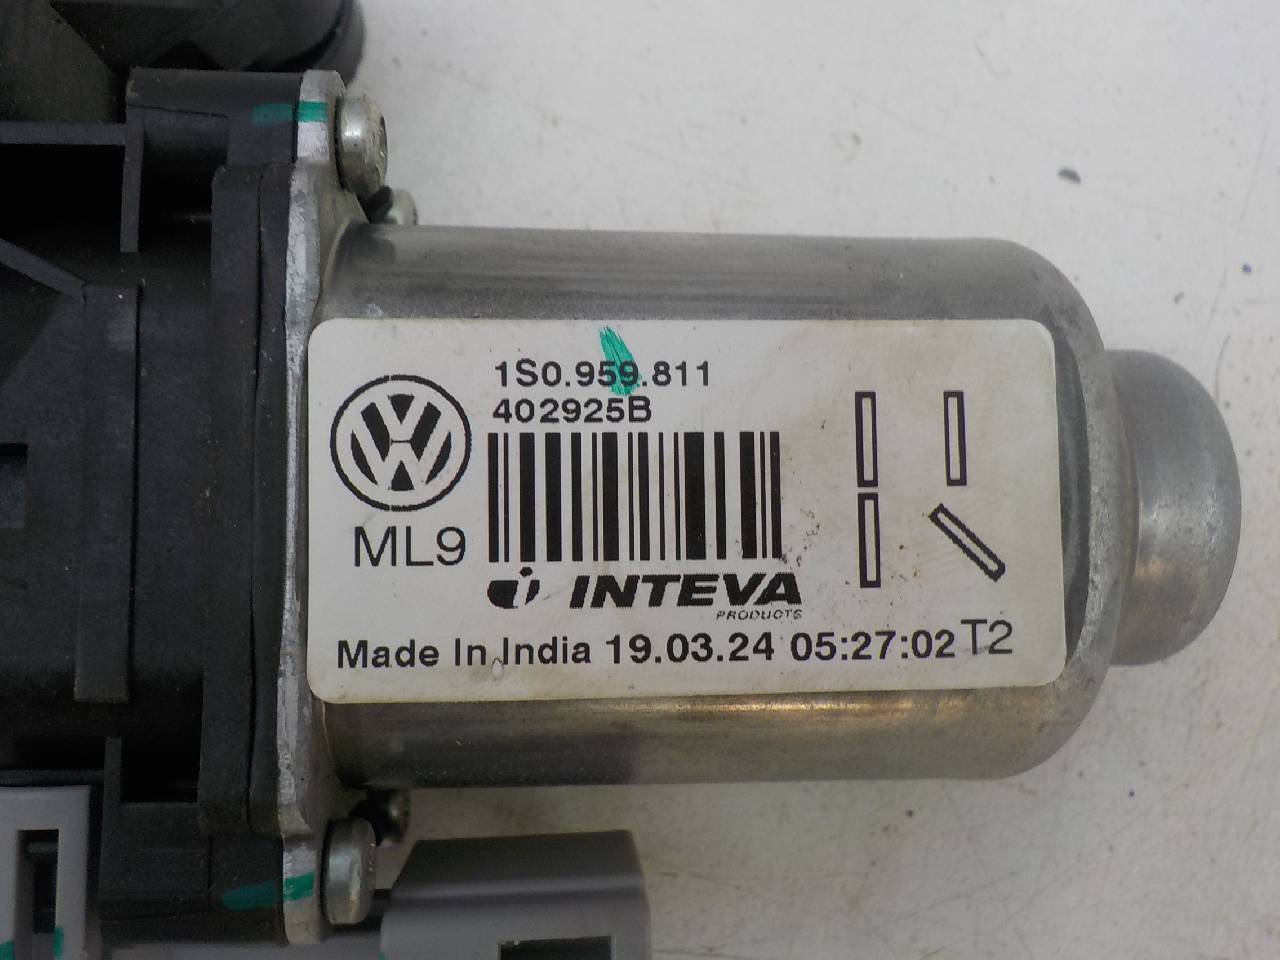 1S0.959.811
402925B
ML9
INTEVA
PRODUCTS
Made In India 19.03.24 05:27:02 T2